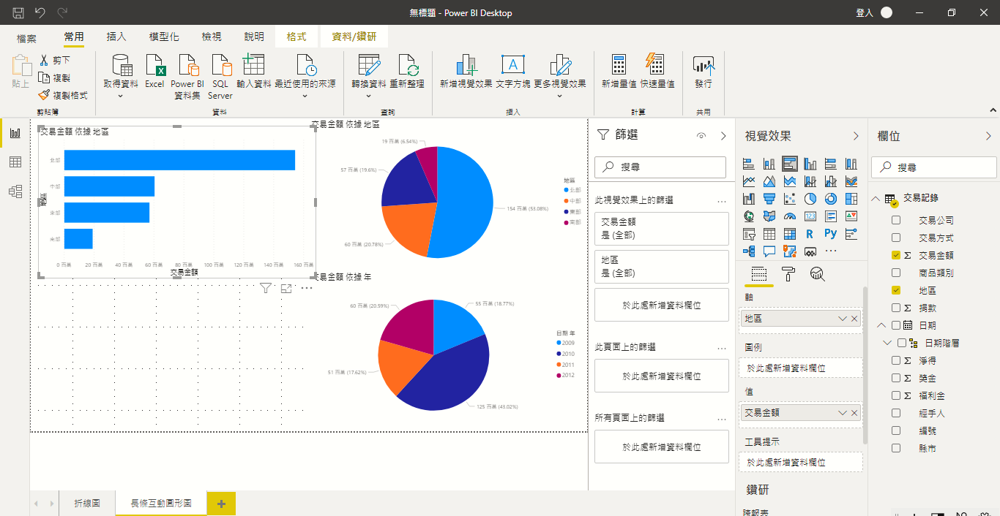 無標題 - Power BI Desktop
登入
檔案
常用
插入
模型化
檢視
說明
格式
資料/鑽研
貼上
剪下
複製
複製格式
剪貼簿
取得資料
Excel
Power BI
資料集
SQL
Server
輸入資料
最近使用的來源
資料
轉換資料
重新整理
查詢
新增視覺效果
文字方塊
更多視覺效果
插入
新增量值
快速量值
計算
發行
共用
交易金額 依據 地區
地區
北部
中部
東部
南部
0 百萬
20 百萬
40 百萬
60 百萬
80 百萬
100 百萬
120 百萬
140 百萬
160 百萬
交易金額
交易金額 依據 地區
19 百萬 (6.54%)
57 百萬 (19.6%)
154 百萬 (53.08%)
60 百萬 (20.78%)
地區
北部
中部
東部
南部
交易金額 依據 年
60 百萬 (20.59%)
55 百萬 (18.77%)
51 百萬 (17.62%)
125 百萬 (43.02%)
日期 年
2009
2010
2011
2012
折線圖
長條互動圓形圖
篩選
搜尋
此視覺效果上的篩選
交易金額
是 (全部)
地區
是 (全部)
於此處新增資料欄位
此頁面上的篩選
於此處新增資料欄位
所有頁面上的篩選
於此處新增資料欄位
視覺效果
123
R
Py
軸
地區
圖例
於此處新增資料欄位
值
交易金額
工具提示
於此處新增資料欄位
鑽研
跨報表
欄位
搜尋
交易記錄
交易公司
交易方式
Σ 交易金額
商品類別
地區
Σ 捐款
日期
日期階層
Σ 淨得
Σ 獎金
Σ 福利金
經手人
編號
縣市